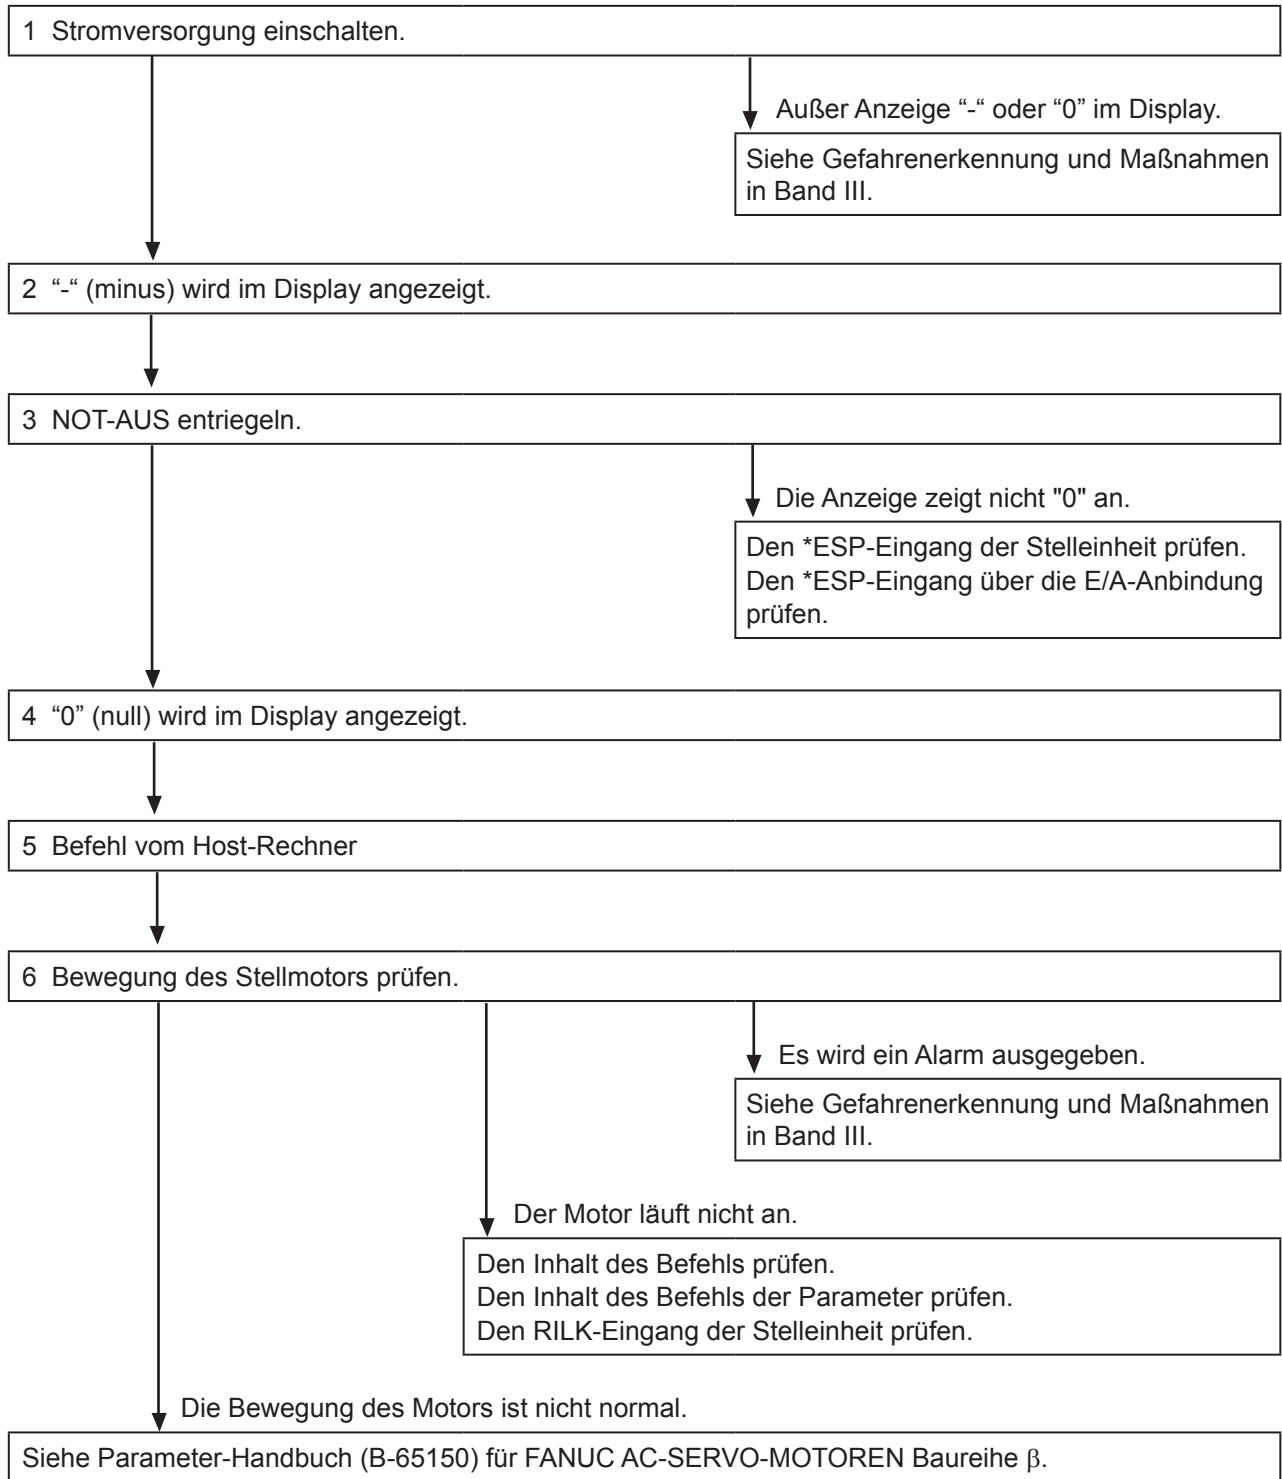 1 Stromversorgung einschalten.
Außer Anzeige “-“ oder “0” im Display.
Siehe Gefahrenerkennung und Maßnahmen
in Band III.
2 “-“ (minus) wird im Display angezeigt.
3 NOT-AUS entriegeln.
Die Anzeige zeigt nicht "0" an.
Den *ESP-Eingang der Stelleinheit prüfen.
Den *ESP-Eingang über die E/A-Anbindung
prüfen.
4 “0” (null) wird im Display angezeigt.
5 Befehl vom Host-Rechner
6 Bewegung des Stellmotors prüfen.
Es wird ein Alarm ausgegeben.
Siehe Gefahrenerkennung und Maßnahmen
in Band III.
Der Motor läuft nicht an.
Den Inhalt des Befehls prüfen.
Den Inhalt des Befehls der Parameter prüfen.
Den RILK-Eingang der Stelleinheit prüfen.
Die Bewegung des Motors ist nicht normal.
Siehe Parameter-Handbuch (B-65150) für FANUC AC-SERVO-MOTOREN Baureihe β.